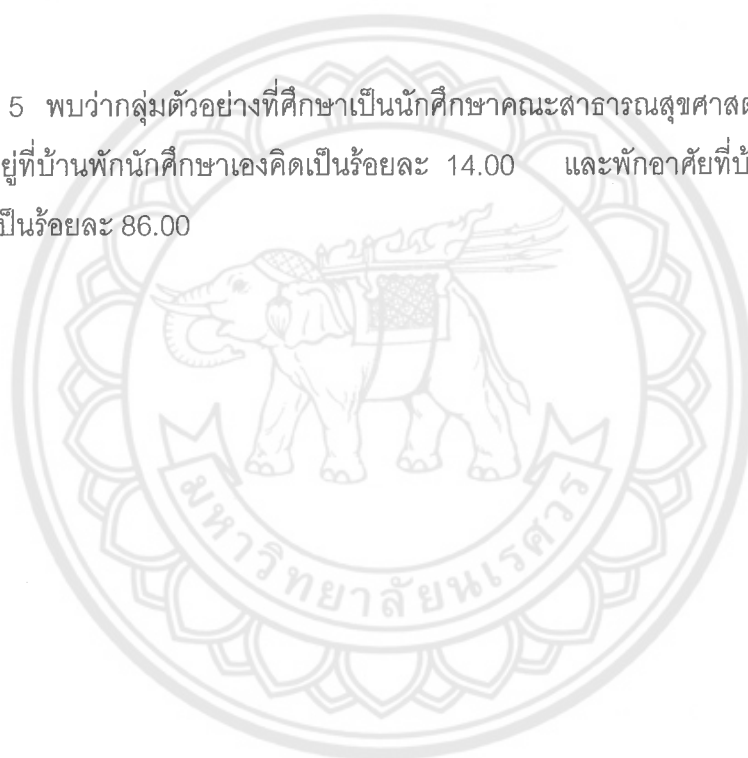 5 พบว่ากลุ่มตัวอย่างที่ศึกษาเป็นนักศึกษาคณะสาธารณสุขศาสต
ยู่ที่บ้านพักนักศึกษาเองคิดเป็นร้อยละ 14.00 และพักอาศัยที่บ้
เป็นร้อยละ 86.00
มหาวิทยาลัยนเรศวร